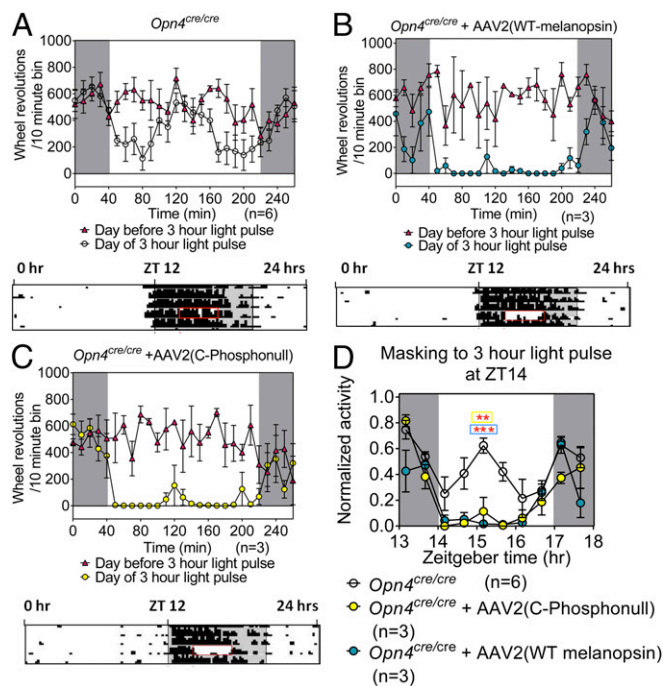 A
Opn4cre/cre
Wheel revolutions
/10 minute bin
1000
800
600
400
200
0
0 40 80 120 160 200 240
Time (min) (n=6)
Day before 3 hour light pulse
Day of 3 hour light pulse
0 hr ZT 12 24 hrs
B
Opn4cre/cre + AAV2(WT-melanopsin)
Wheel revolutions
/10 minute bin
1000
800
600
400
200
0
0 40 80 120 160 200 240
Time (min)
(n=3)
Day before 3 hour light pulse
Day of 3 hour light pulse
0 hr ZT 12 24 hrs
C
Opn4cre/cre +AAV2(C-Phosphonull)
Wheel revolutions
/10 minute bin
1000
800
600
400
200
0
0 40 80 120 160 200 240
Time (min) (n=3)
Day before 3 hour light pulse
Day of 3 hour light pulse
0 hr ZT 12 24 hrs
D
Masking to 3 hour light pulse
at ZT14
Normalized activity
1.0
0.8
0.6
0.4
0.2
0.0
**
***
13 14 15 16 17 18
Zeitgeber time (hr)
Opn4cre/cre (n=6)
Opn4cre/cre + AAV2(C-Phosphonull)
(n=3)
Opn4cre/cre + AAV2(WT melanopsin)
(n=3)